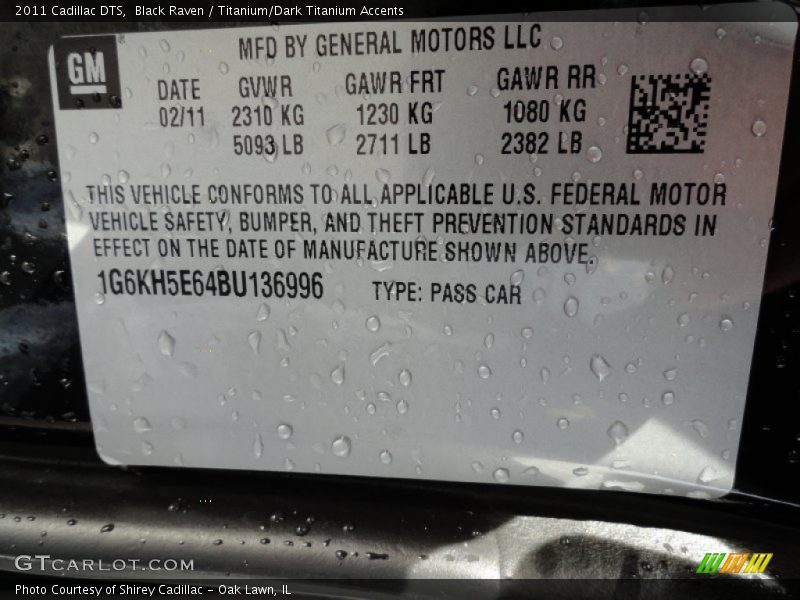 2011 Cadillac DTS, Black Raven / Titanium/Dark Titanium Accents
GM
MFD BY GENERAL MOTORS LLC
DATE GVWR GAWR FRT GAWR RR
02/11 2310 KG 1230 KG 1080 KG
5093 LB 2711 LB 2382 LB
THIS VEHICLE CONFORMS TO ALL APPLICABLE U.S. FEDERAL MOTOR
VEHICLE SAFETY, BUMPER, AND THEFT PREVENTION STANDARDS IN
EFFECT ON THE DATE OF MANUFACTURE SHOWN ABOVE.
1G6KH5E64BU136996 TYPE: PASS CAR
GTCARLOT.COM
Photo Courtesy of Shirey Cadillac - Oak Lawn, IL